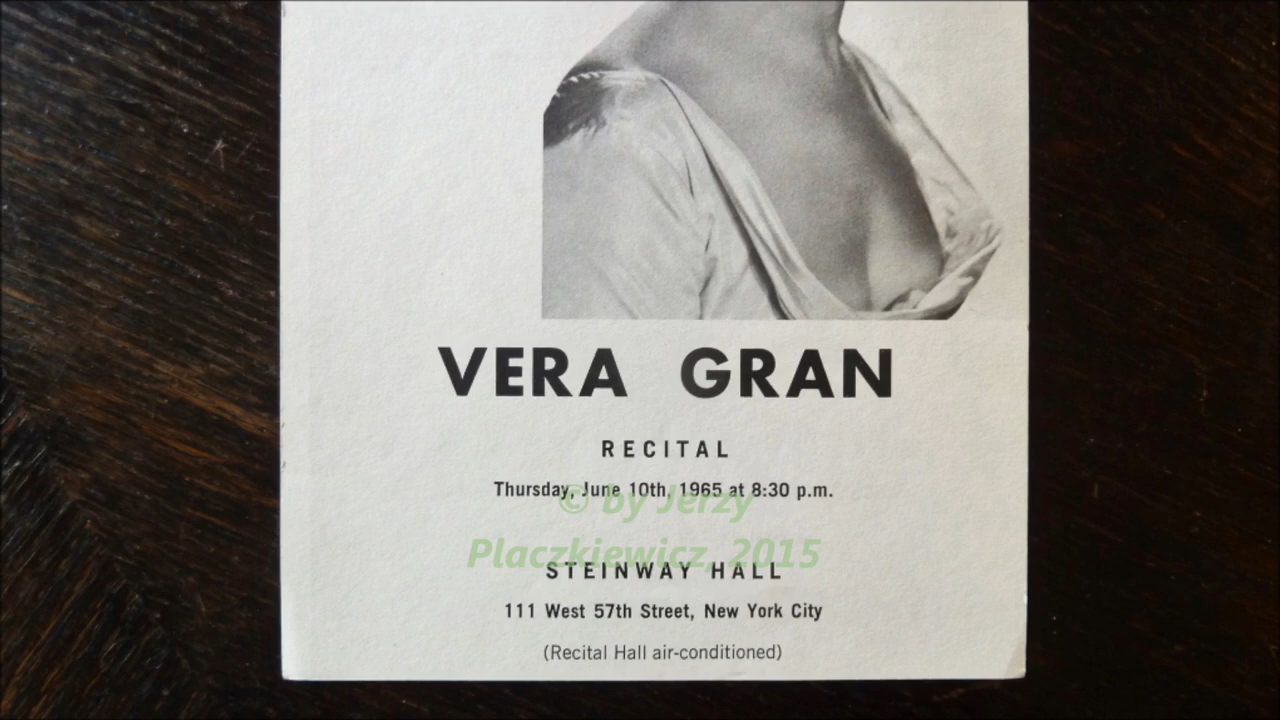 VERA GRAN
RECITAL
Thursday, June 10th, 1965 at 8:30 p.m.
© by Jerzy
Placzkiewicz, 2015
STEINWAY HALL
111 West 57th Street, New York City
(Recital Hall air-conditioned)